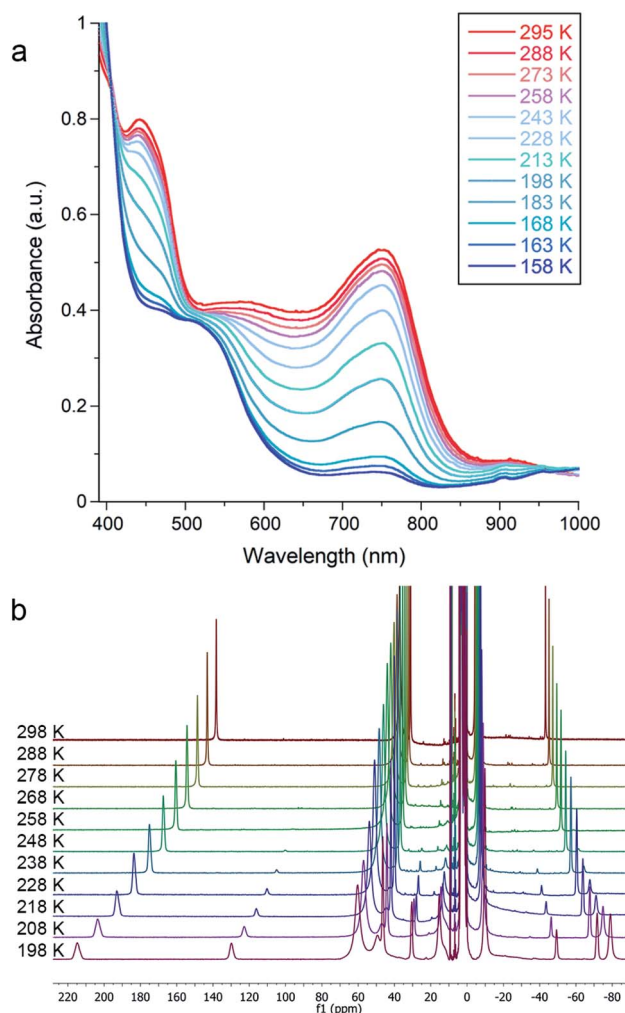 a
1
0.8
0.6
0.4
0.2
0
Absorbance (a.u.)
400 500 600 700 800 900 1000
Wavelength (nm)
295 K
288 K
273 K
258 K
243 K
228 K
213 K
198 K
183 K
168 K
163 K
158 K
b
298 K
288 K
278 K
268 K
258 K
248 K
238 K
228 K
218 K
208 K
198 K
220 200 180 160 140 120 100 80 60 40 20 0 -20 -40 -60 -80
f1 (ppm)